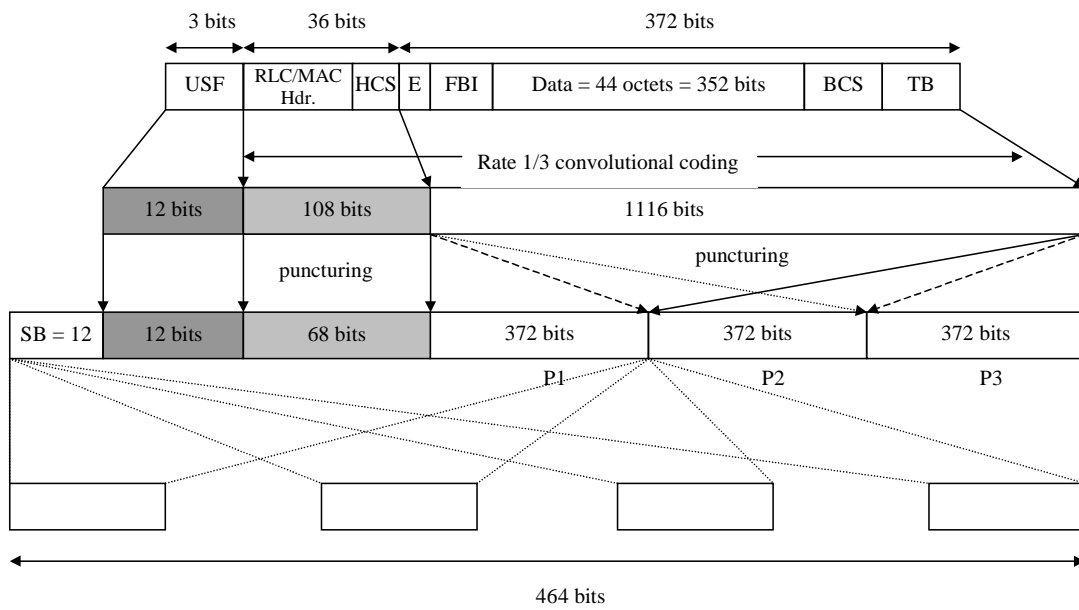 3 bits 36 bits 372 bits
USF RLC/MAC Hdr. HCS E FBI Data = 44 octets = 352 bits BCS TB
Rate 1/3 convolutional coding
12 bits 108 bits 1116 bits
puncturing puncturing
SB = 12 12 bits 68 bits 372 bits 372 bits 372 bits
P1 P2 P3
464 bits